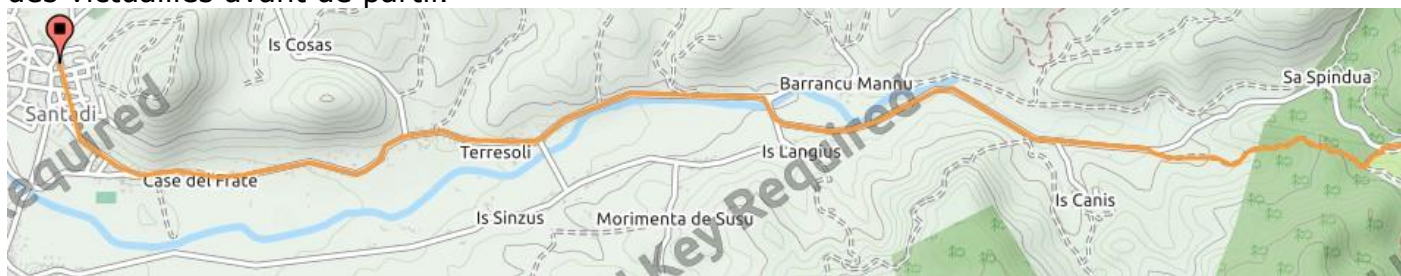 des victuailles avant de partir.
Is Cosas
Barrancu Mannu
Sa Spindua
Santadi
Terresoli
Is Langius
Case del Frate
Is Canis
Is Sinzus
Morimenta de Susu
Required
Key Required